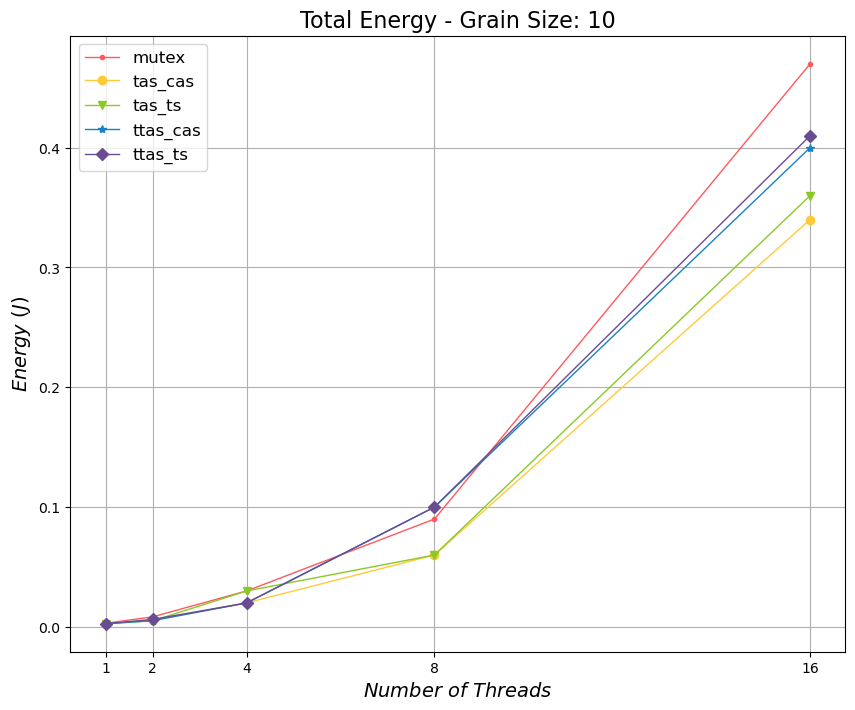 Total Energy - Grain Size: 10
mutex
tas_cas
tas_ts
ttas_cas
ttas_ts
Energy (J)
0.4
0.3
0.2
0.1
0.0
1 2 4 8 16
Number of Threads